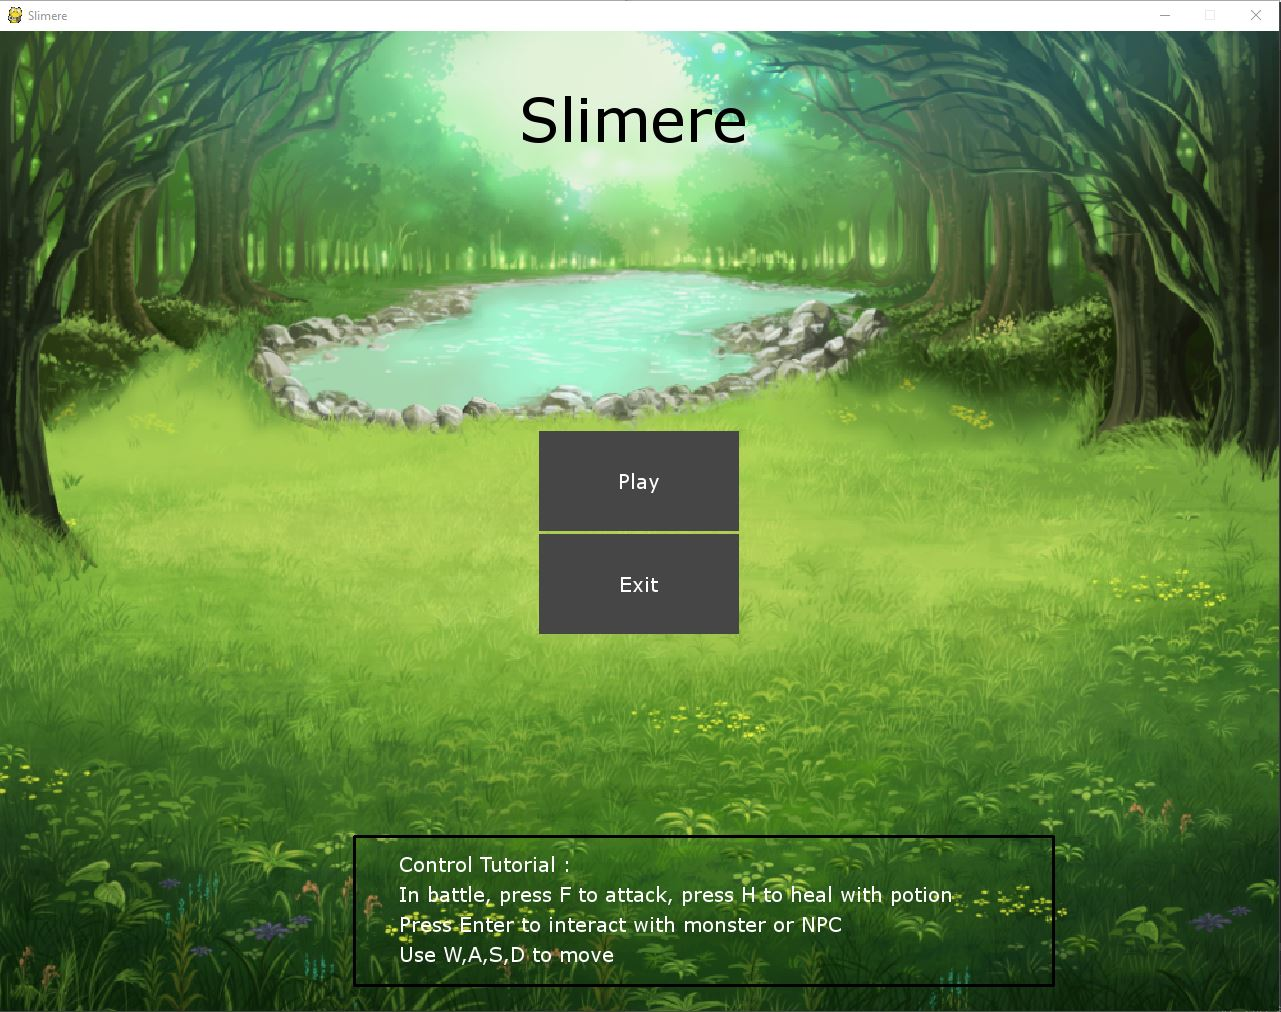 Slimere
Slimere
Play
Exit
Control Tutorial :
In battle, press F to attack, press H to heal with potion
Press Enter to interact with monster or NPC
Use W,A,S,D to move